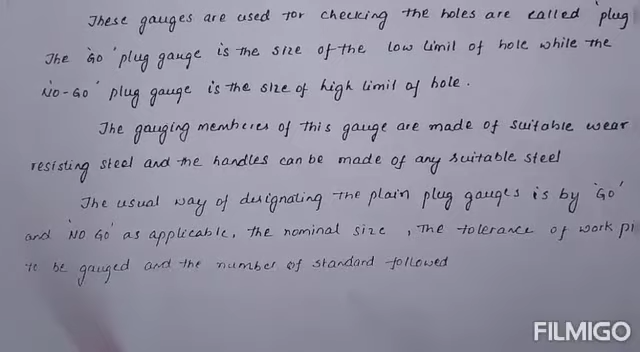 These gauges are used for checking the holes are called 'plug
The 'Go' plug gauge is the size of the low limit of hole while the
'NO-GO' plug gauge is the size of high limit of hole.
The gauging memberes of this gauge are made of suitable wear
resisting steel and the handles can be made of any suitable steel
The usual way of designating the plain plug gauges is by 'GO'
and 'NO GO' as applicable, the nominal size , the tolerance of work pi
to be gauged and the number of standard followed
FILMIGO